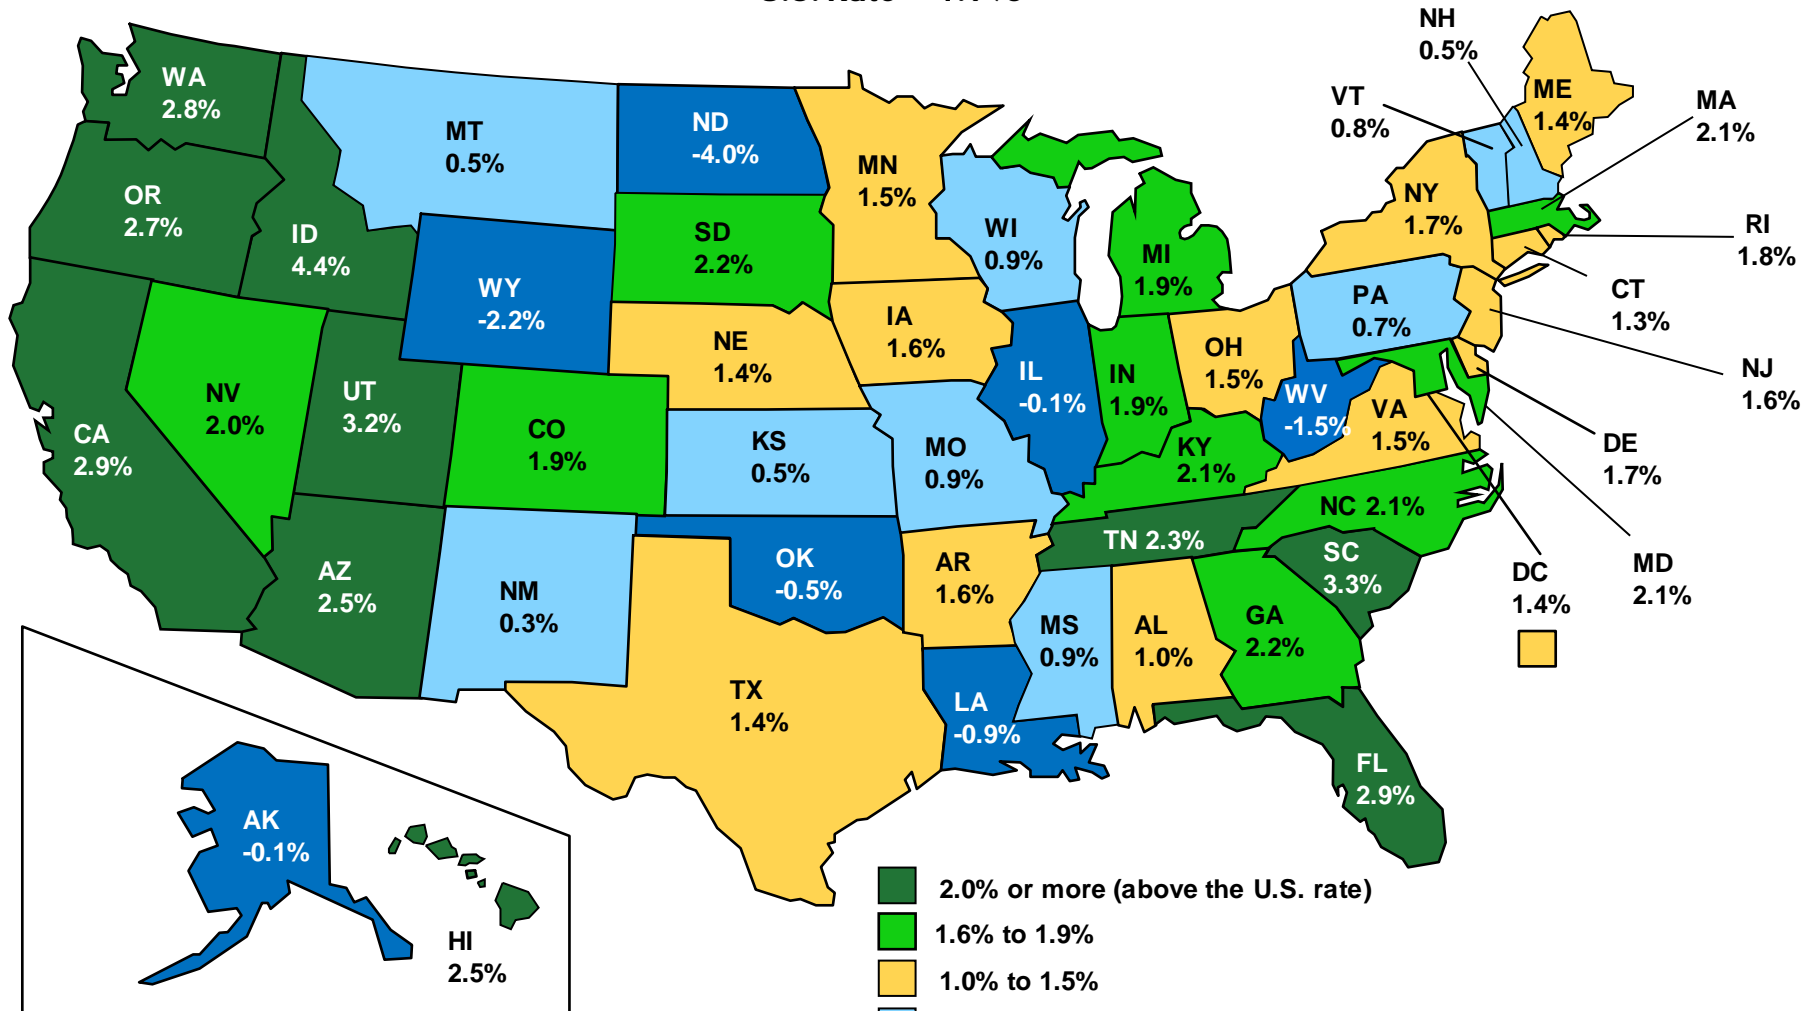 NH
0.5%
WA
2.8%
ME
1.4%
VT
0.8%
MA
2.1%
MT
0.5%
ND
-4.0%
MN
1.5%
OR
2.7%
NY
1.7%
ID
4.4%
SD
2.2%
WI
0.9%
MI
1.9%
RI
1.8%
WY
-2.2%
PA
0.7%
CT
1.3%
IA
1.6%
NE
1.4%
OH
1.5%
NJ
1.6%
NV
2.0%
UT
3.2%
IL
-0.1%
IN
1.9%
WV
-1.5%
VA
1.5%
CA
2.9%
CO
1.9%
KS
0.5%
MO
0.9%
KY
2.1%
DE
1.7%
NC 2.1%
TN 2.3%
AZ
2.5%
NM
0.3%
OK
-0.5%
AR
1.6%
SC
3.3%
DC
1.4%
MD
2.1%
MS
0.9%
AL
1.0%
GA
2.2%
TX
1.4%
LA
-0.9%
FL
2.9%
AK
-0.1%
HI
2.5%
2.0% or more (above the U.S. rate)
1.6% to 1.9%
1.0% to 1.5%